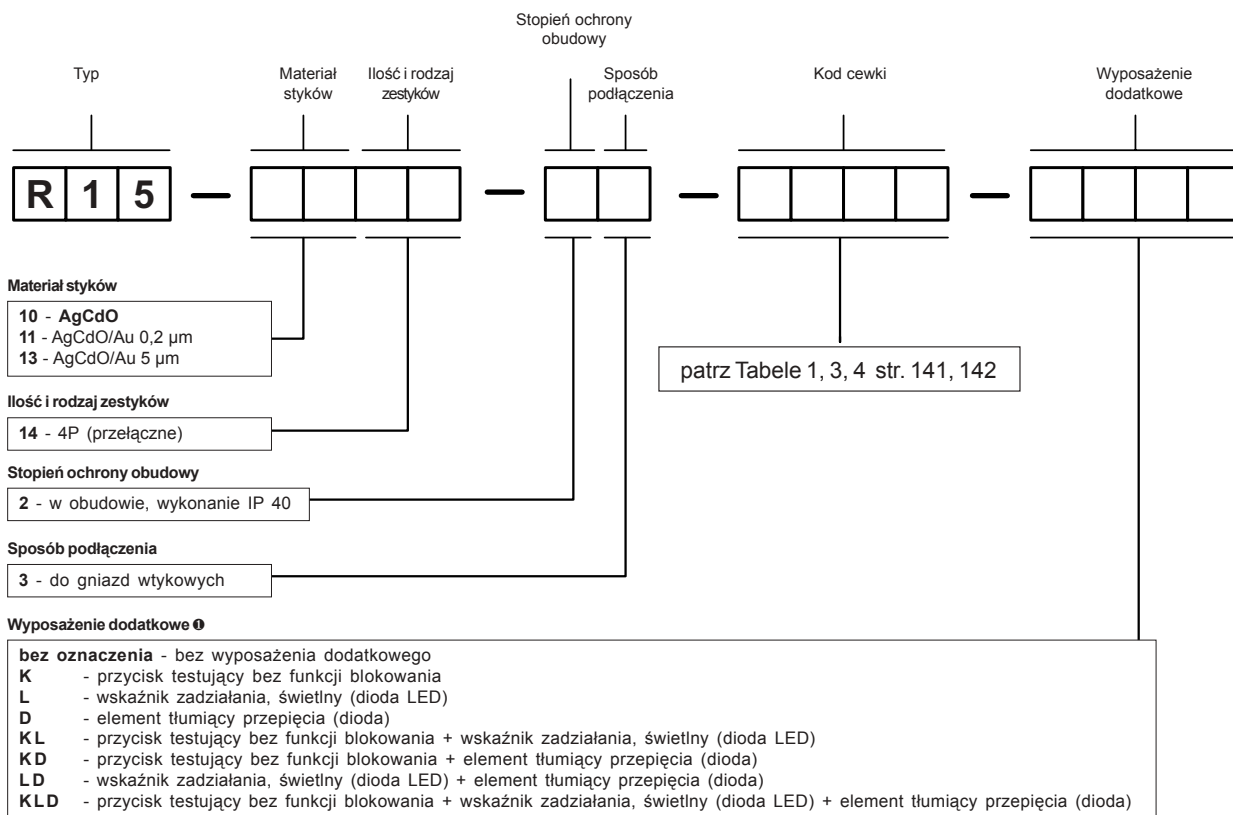 Stopień ochrony
obudowy
Typ
Materiał
styków
Ilość i rodzaj
zestyków
Sposób
podłączenia
Kod cewki
Wyposażenie
dodatkowe
R 1 5 – – – –
Materiał styków
10 - AgCdO
11 - AgCdO/Au 0,2 µm
13 - AgCdO/Au 5 µm
patrz Tabele 1, 3, 4 str. 141, 142
Ilość i rodzaj zestyków
14 - 4P (przełączne)
Stopień ochrony obudowy
2 - w obudowie, wykonanie IP 40
Sposób podłączenia
3 - do gniazd wtykowych
Wyposażenie dodatkowe ❶
bez oznaczenia - bez wyposażenia dodatkowego
K - przycisk testujący bez funkcji blokowania
L - wskaźnik zadziałania, świetlny (dioda LED)
D - element tłumiący przepięcia (dioda)
KL - przycisk testujący bez funkcji blokowania + wskaźnik zadziałania, świetlny (dioda LED)
KD - przycisk testujący bez funkcji blokowania + element tłumiący przepięcia (dioda)
LD - wskaźnik zadziałania, świetlny (dioda LED) + element tłumiący przepięcia (dioda)
KLD - przycisk testujący bez funkcji blokowania + wskaźnik zadziałania, świetlny (dioda LED) + element tłumiący przepięcia (dioda)